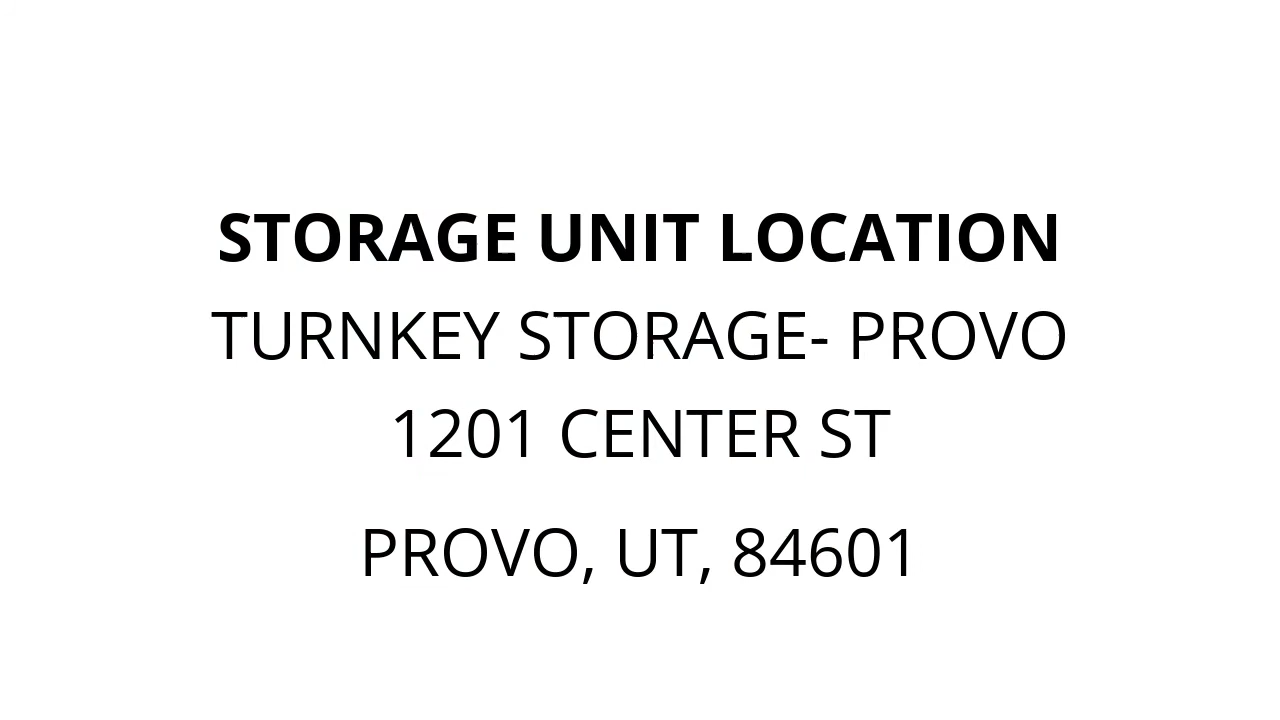 STORAGE UNIT LOCATION
TURNKEY STORAGE- PROVO
1201 CENTER ST
PROVO, UT, 84601